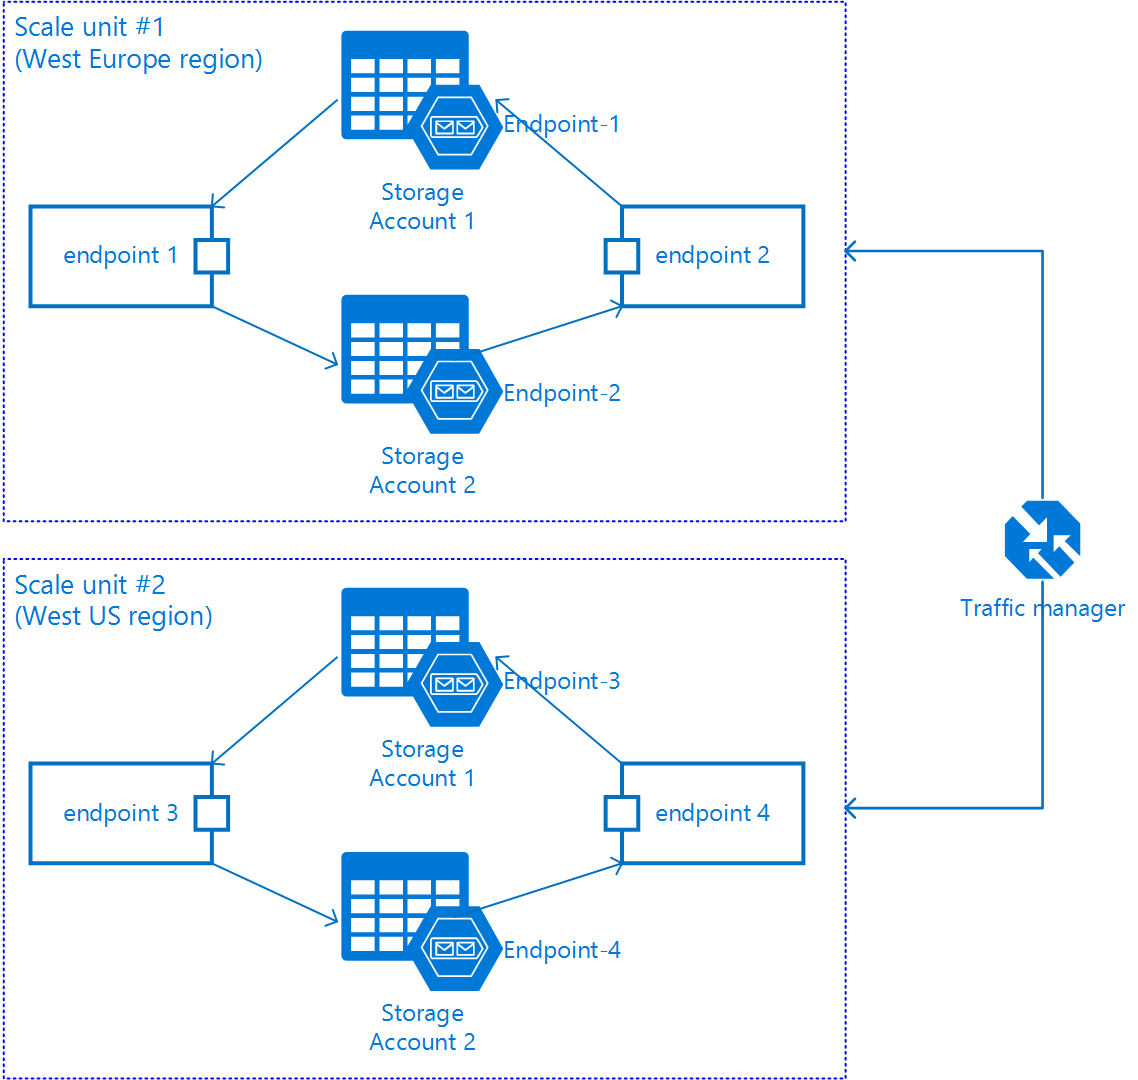 Scale unit #1
(West Europe region)
Endpoint-1
Storage
Account 1
endpoint 1
endpoint 2
Endpoint-2
Storage
Account 2
Traffic manager
Scale unit #2
(West US region)
Endpoint-3
Storage
Account 1
endpoint 3
endpoint 4
Endpoint-4
Storage
Account 2